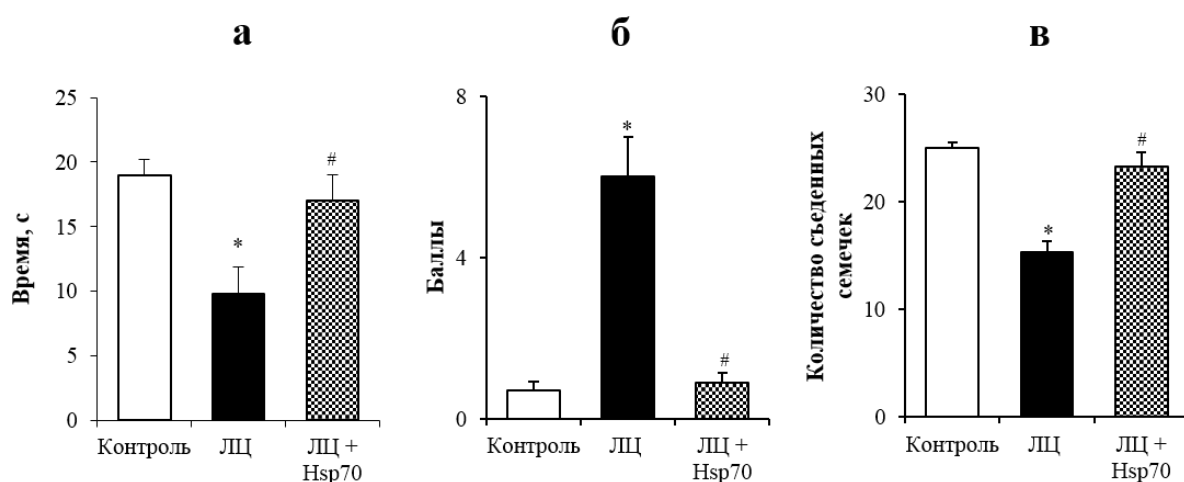 а
б
в
Время, с
25
20
15
10
5
0
*
#
Контроль
ЛЦ
ЛЦ +
Hsp70
Баллы
8
4
0
*
#
Контроль
ЛЦ
ЛЦ +
Hsp70
Количество съеденных
семечек
30
20
10
0
*
#
Контроль
ЛЦ
ЛЦ +
Hsp70